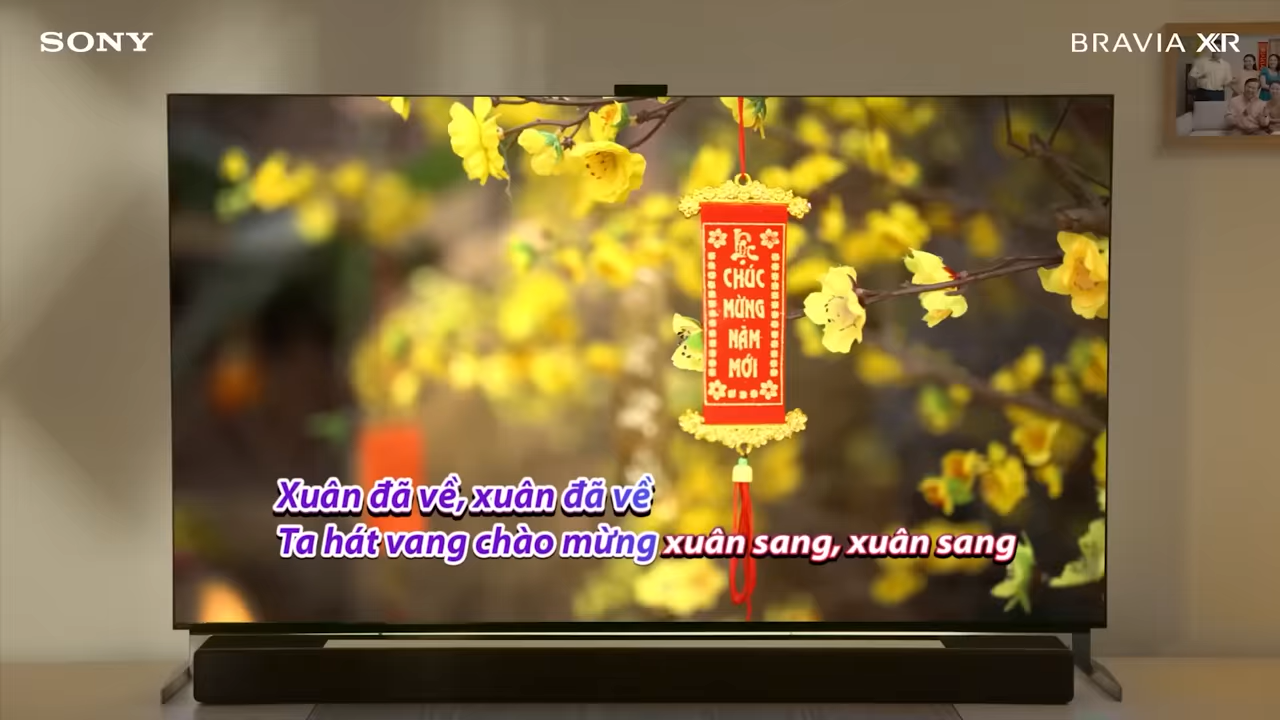 SONY
BRAVIA XR
Lộc
CHÚC
MỪNG
NĂM
MỚI
Xuân đã về, xuân đã về
Ta hát vang chào mừng xuân sang, xuân sang